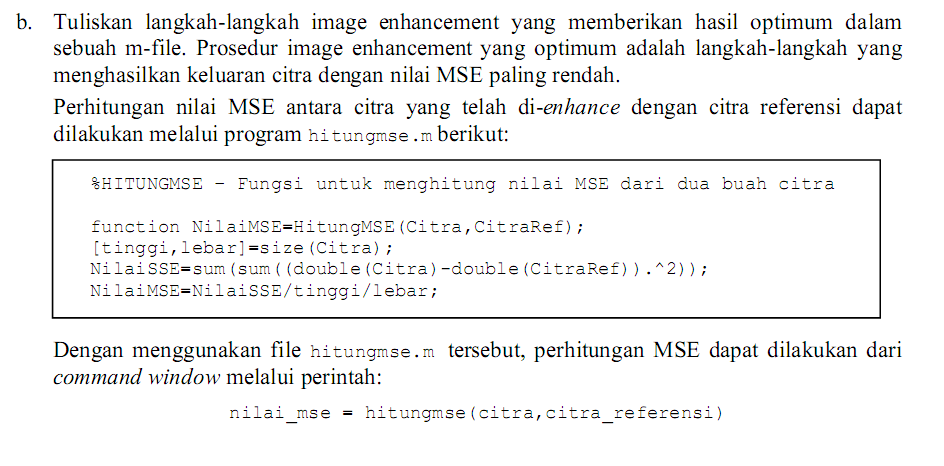 b. Tuliskan langkah-langkah image enhancement yang memberikan hasil optimum dalam
sebuah m-file. Prosedur image enhancement yang optimum adalah langkah-langkah yang
menghasilkan keluaran citra dengan nilai MSE paling rendah.
Perhitungan nilai MSE antara citra yang telah di-enhance dengan citra referensi dapat
dilakukan melalui program hitungmse.m berikut:
%HITUNGMSE - Fungsi untuk menghitung nilai MSE dari dua buah citra
function NilaiMSE=HitungMSE(Citra,CitraRef);
[tinggi,lebar]=size(Citra);
NilaiSSE=sum(sum((double(Citra)-double(CitraRef)).^2));
NilaiMSE=NilaiSSE/tinggi/lebar;
Dengan menggunakan file hitungmse.m tersebut, perhitungan MSE dapat dilakukan dari
command window melalui perintah:
nilai_mse = hitungmse(citra,citra_referensi)